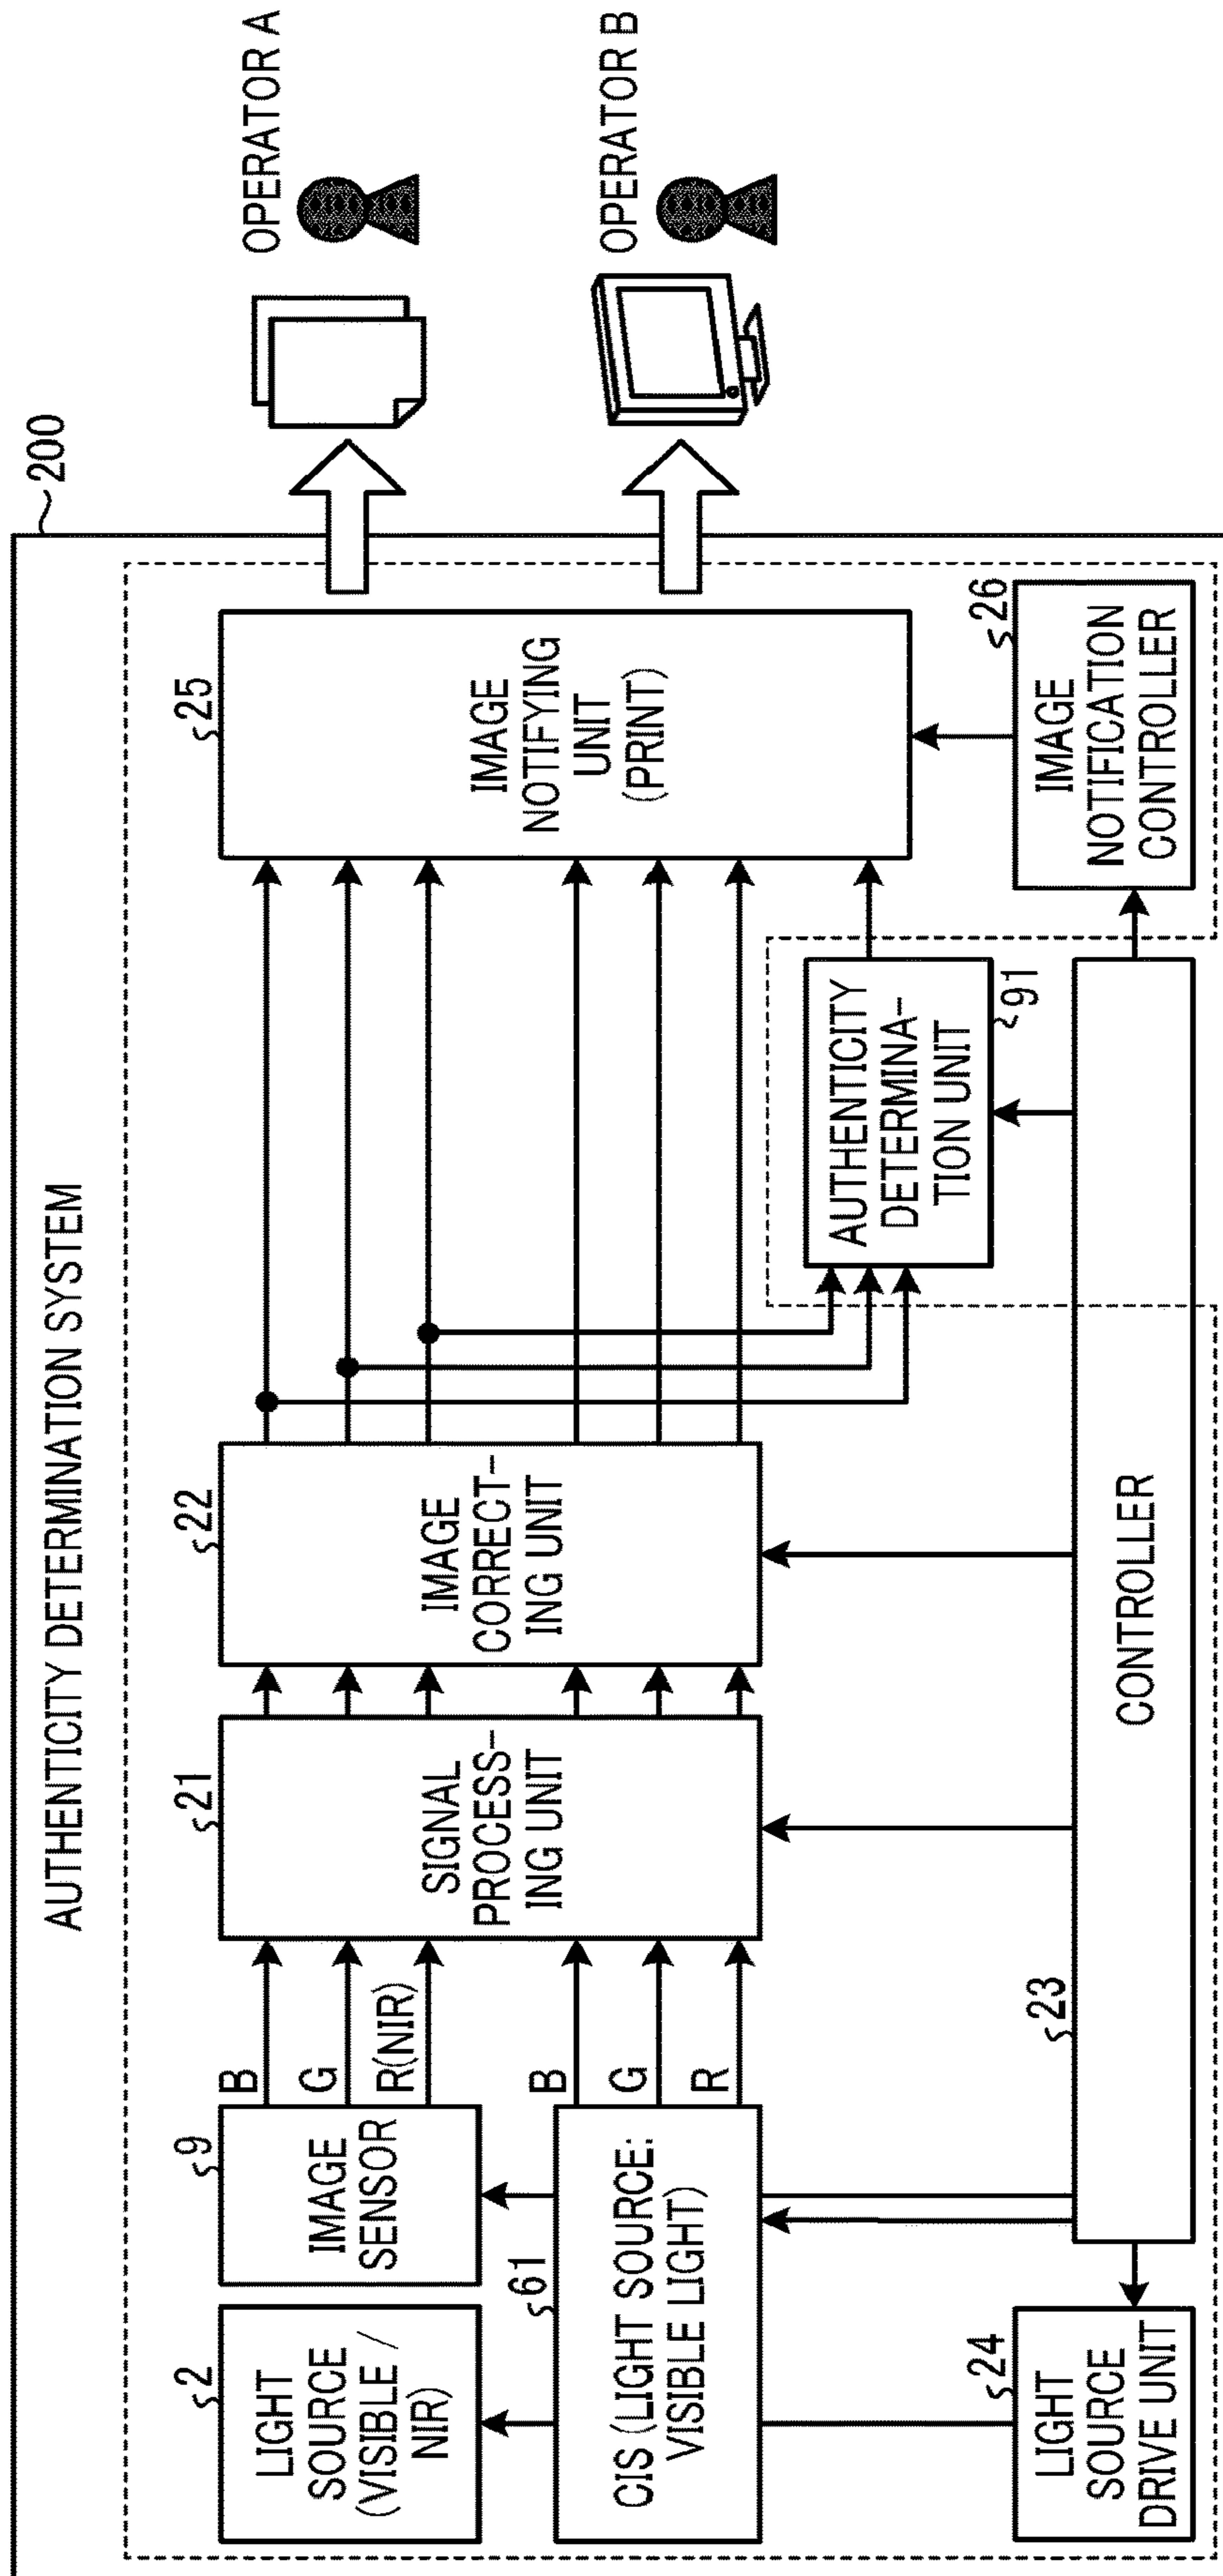 AUTHENTICITY DETERMINATION SYSTEM
200
2
LIGHT
SOURCE
(VISIBLE /
NIR)
9
IMAGE
SENSOR
B
G
R(NIR)
61
CIS (LIGHT SOURCE:
VISIBLE LIGHT)
B
G
R
21
SIGNAL
PROCESS-
ING UNIT
22
IMAGE
CORRECT-
ING UNIT
25
IMAGE
NOTIFYING
UNIT
(PRINT)
OPERATOR A
OPERATOR B
AUTHENTICITY
DETERMINA-
TION UNIT
91
24
LIGHT
SOURCE
DRIVE UNIT
23
CONTROLLER
26
IMAGE
NOTIFICATION
CONTROLLER